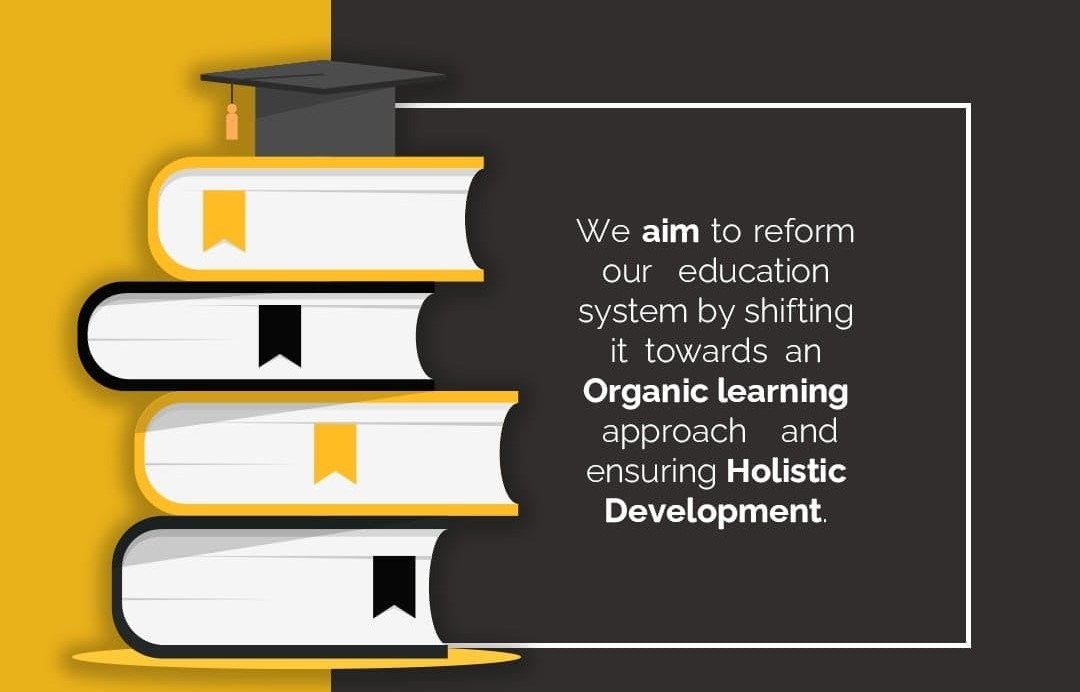 We aim to reform
our education
system by shifting
it towards an
Organic learning
approach and
ensuring Holistic
Development.